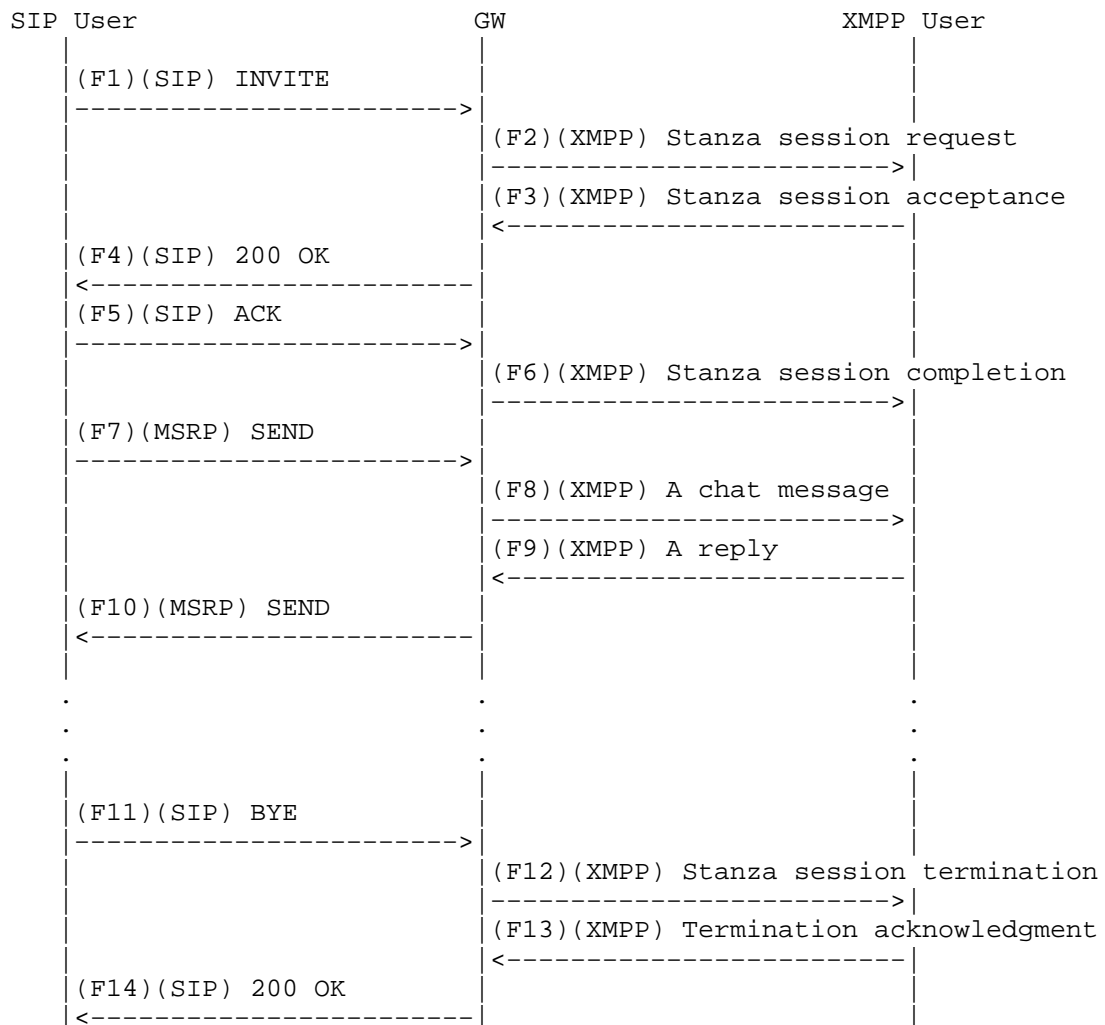 SIP User GW XMPP User
(F1)(SIP) INVITE
(F2)(XMPP) Stanza session request
(F3)(XMPP) Stanza session acceptance
(F4)(SIP) 200 OK
(F5)(SIP) ACK
(F6)(XMPP) Stanza session completion
(F7)(MSRP) SEND
(F8)(XMPP) A chat message
(F9)(XMPP) A reply
(F10)(MSRP) SEND
(F11)(SIP) BYE
(F12)(XMPP) Stanza session termination
(F13)(XMPP) Termination acknowledgment
(F14)(SIP) 200 OK